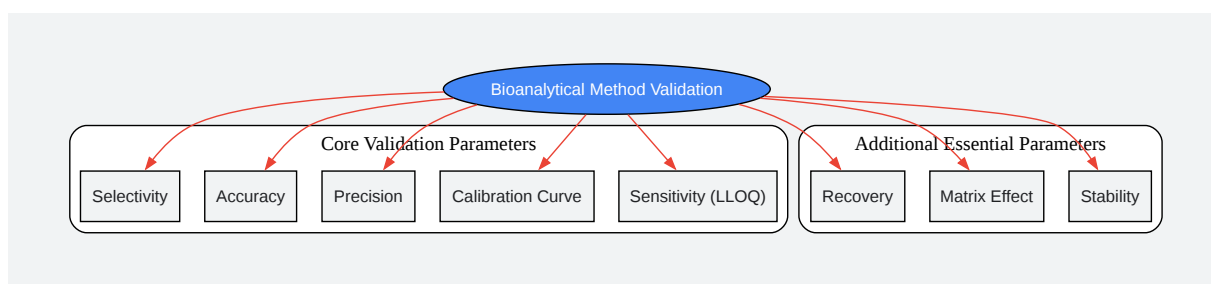 Bioanalytical Method Validation
Core Validation Parameters
Additional Essential Parameters
Selectivity
Accuracy
Precision
Calibration Curve
Sensitivity (LLOQ)
Recovery
Matrix Effect
Stability